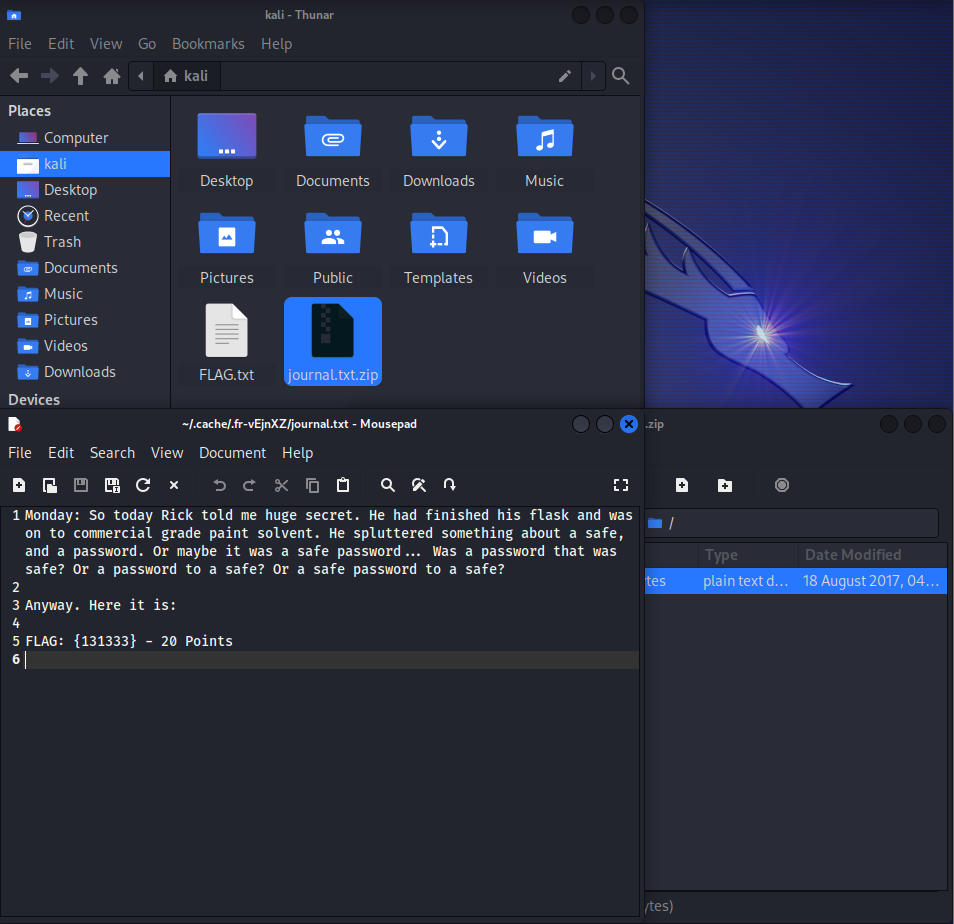 kali - Thunar
File Edit View Go Bookmarks Help
kali
Places
Computer
kali
Desktop
Recent
Trash
Documents
Music
Pictures
Videos
Downloads
Devices
Desktop Documents Downloads Music
Pictures Public Templates Videos
FLAG.txt journal.txt.zip
~/.cache/.fr-vEjnXZ/journal.txt - Mousepad
File Edit Search View Document Help
1 Monday: So today Rick told me huge secret. He had finished his flask and was
on to commercial grade paint solvent. He spluttered something about a safe,
and a password. Or maybe it was a safe password... Was a password that was
safe? Or a password to a safe? Or a safe password to a safe?
2
3 Anyway. Here it is:
4
5 FLAG: {131333} - 20 Points
6
.zip
/
Type Date Modified
tes plain text d... 18 August 2017, 04...
ytes)